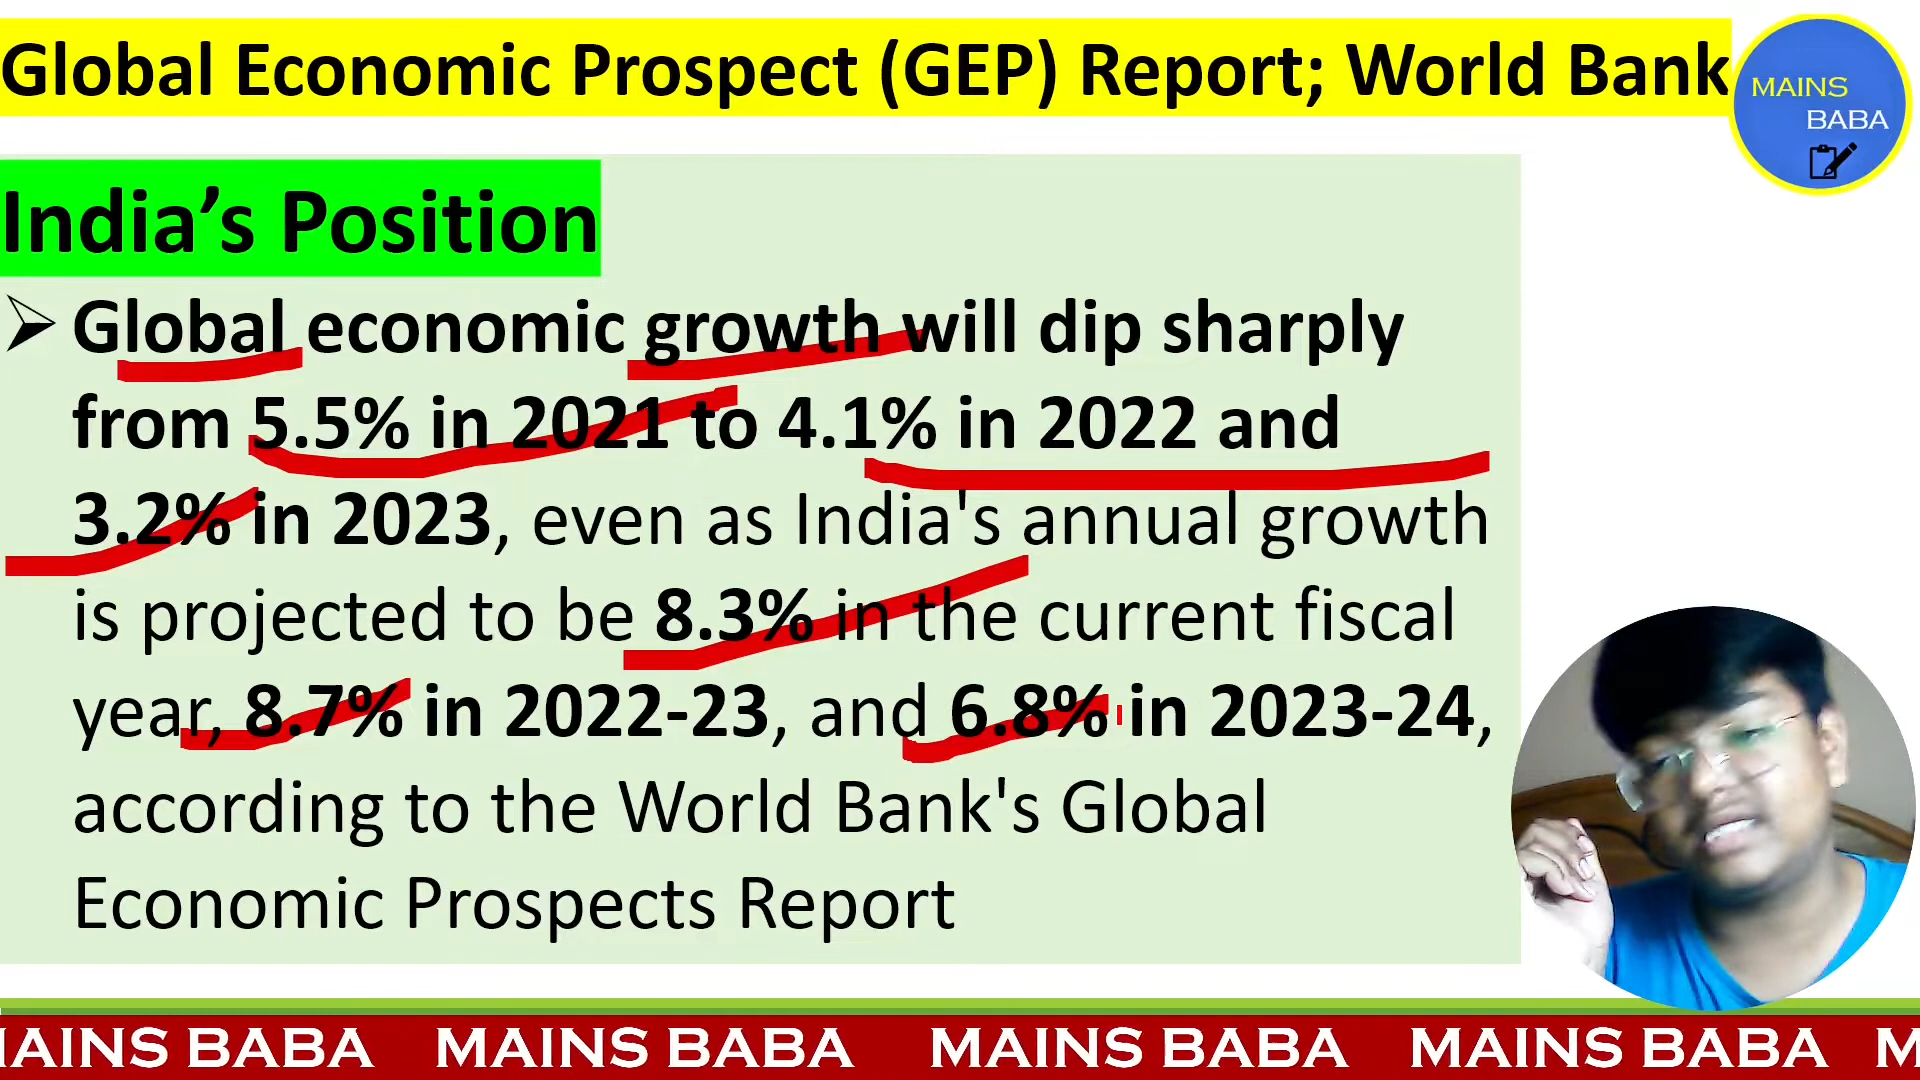 Global Economic Prospect (GEP) Report; World Bank
MAINS
BABA
India’s Position
Global economic growth will dip sharply
from 5.5% in 2021 to 4.1% in 2022 and
3.2% in 2023, even as India's annual growth
is projected to be 8.3% in the current fiscal
year, 8.7% in 2022-23, and 6.8% in 2023-24,
according to the World Bank's Global
Economic Prospects Report
AINS BABA MAINS BABA MAINS BABA MAINS BABA M